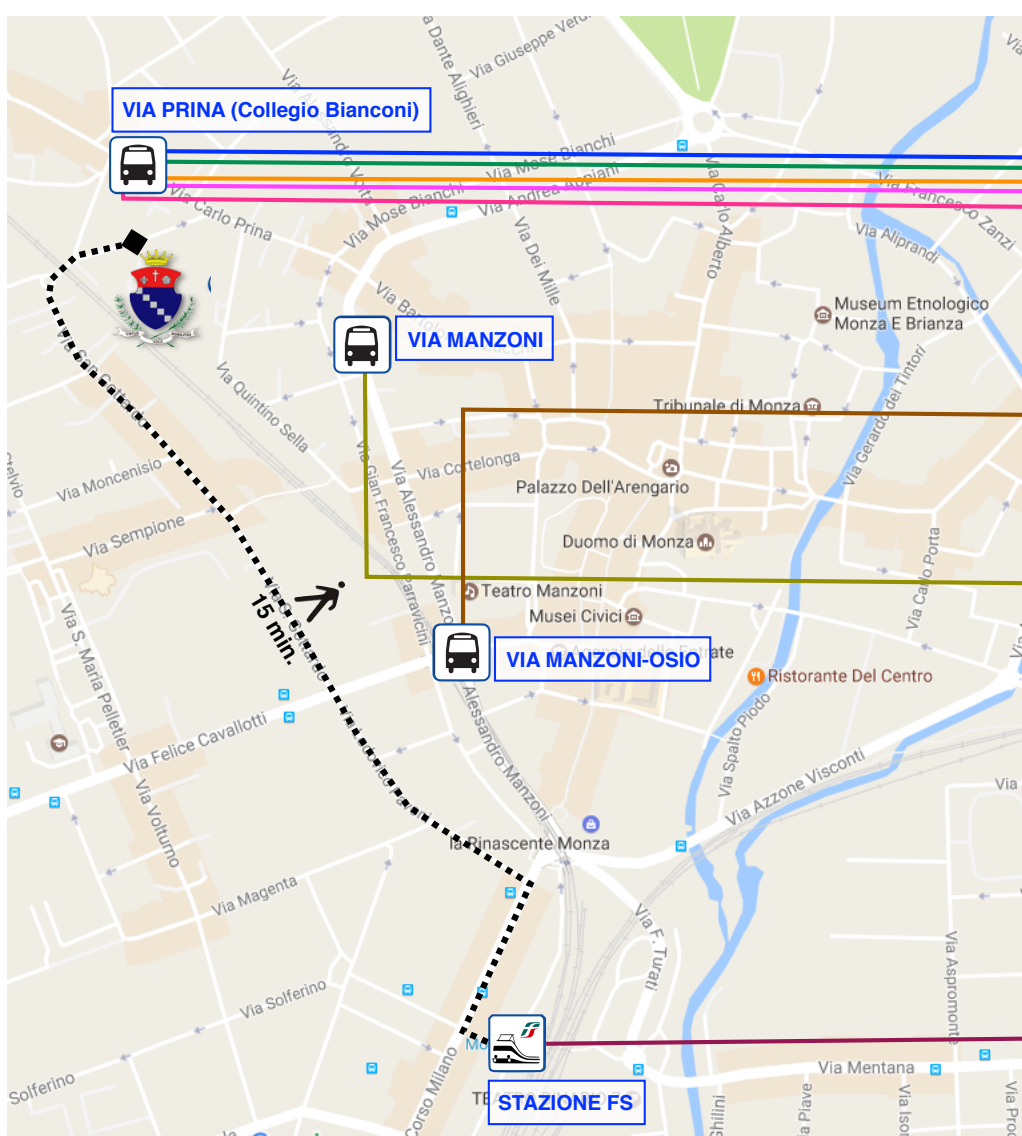 Via Giuseppe Verdi
Via Dante Alighieri
VIA PRINA (Collegio Bianconi)
Via Alessandro Volta
Via Mosè Bianchi
Via Mosè Bianchi
Via Andrea Appiani
Via Carlo Alberto
Via Francesco Zanzi
Via Carlo Prina
Via Aliprandi
Via Dei Mille
Museum Etnologico
Monza E Brianza
VIA MANZONI
Via Quintino Sella
Via Gerardo dei Tintori
Tribunale di Monza
Via Cortelonga
Via Moncenisio
Palazzo Dell'Arengario
Via Gian Francesco Parravicini
Via Alessandro Manzoni
Via Sempione
Duomo di Monza
Teatro Manzoni
Musei Civici
Via Carlo Porta
15 min.
Via S. Maria Pelletier
VIA MANZONI-OSIO
Ristorante Del Centro
Via Spalto Piodo
Via Felice Cavallotti
Alessandro Manzoni
Via Azzone Visconti
Via
Via Volturno
la Rinascente Monza
Via Magenta
Via F. Turati
Via Aspromonte
Via Solferino
Solferino
Via Mentana
Corso Milano
STAZIONE FS
Ghilini
Via Piave